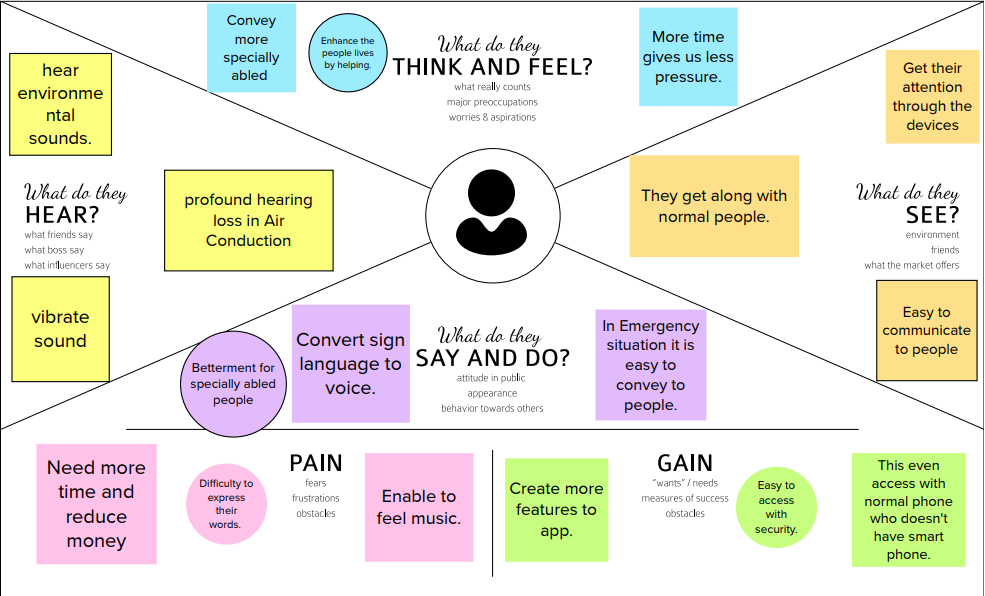 Convey
more
specially
abled
Enhance the
people lives
by helping.
What do they
THINK AND FEEL?
what really counts
major preoccupations
worries & aspirations
More time
gives us less
pressure.
hear
environme
ntal
sounds.
What do they
HEAR?
what friends say
what boss say
what influencers say
profound hearing
loss in Air
Conduction
vibrate
sound
Get their
attention
through the
devices
They get along with
normal people.
What do they
SEE?
environment
friends
what the market offers
Easy to
communicate
to people
Betterment for
specially abled
people
Convert sign
language to
voice.
What do they
SAY AND DO?
attitude in public
appearance
behavior towards others
In Emergency
situation it is
easy to
convey to
people.
Need more
time and
reduce
money
Difficulty to
express
their
words.
PAIN
fears
frustrations
obstacles
Enable to
feel music.
Create more
features to
app.
GAIN
"wants" / needs
measures of success
obstacles
Easy to
access
with
security.
This even
access with
normal phone
who doesn't
have smart
phone.